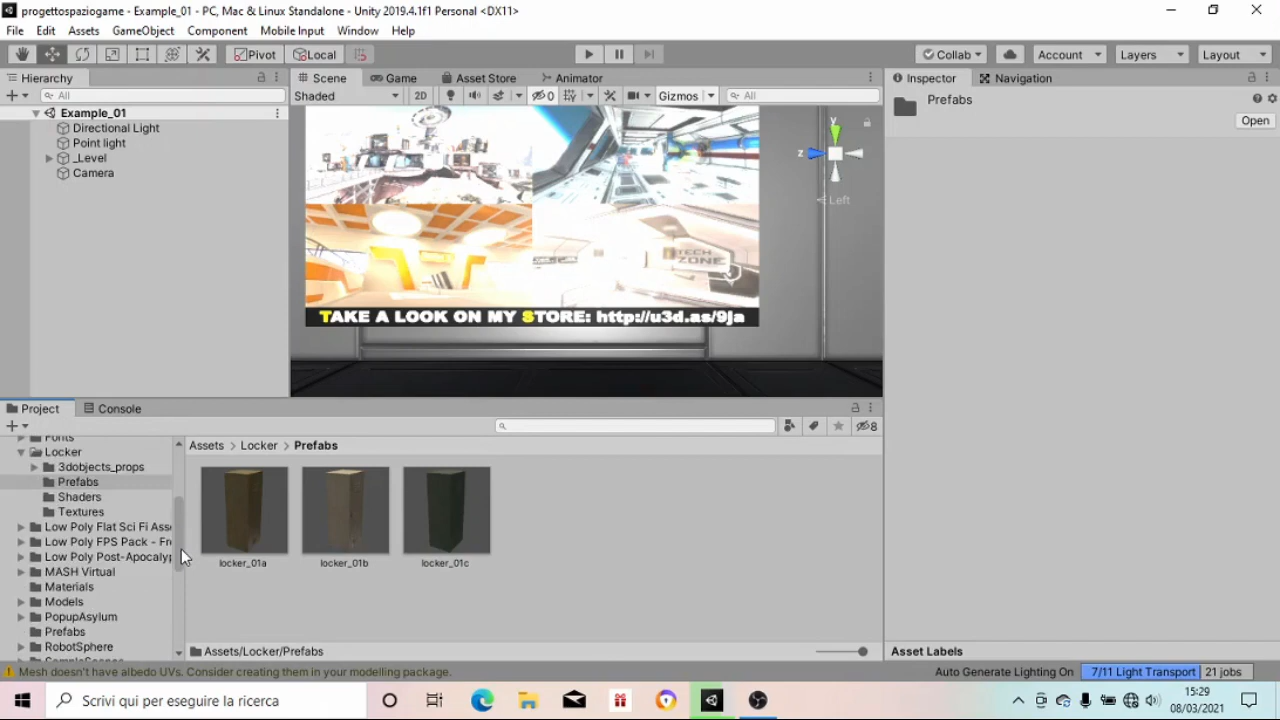 progettospaziogame - Example_01 - PC, Mac & Linux Standalone - Unity 2019.4.1f1 Personal <DX11>
File Edit Assets GameObject Component Mobile Input Window Help
Pivot Local Collab Account Layers Layout
Hierarchy Scene Game Asset Store Animator Inspector Navigation
All Shaded 2D 0 Gizmos All Prefabs
Open
Example_01
Directional Light
Point light
_Level
Camera
y
z
Left
TECH
ZONE
TAKE A LOOK ON MY STORE: http://u3d.as/9ja
Project Console
8
Fonts
Locker
3dobjects_props
Prefabs
Shaders
Textures
Low Poly Flat Sci Fi Ass
Low Poly FPS Pack - Fr
Low Poly Post-Apocalyp
MASH Virtual
Materials
Models
PopupAsylum
Prefabs
RobotSphere
Assets > Locker > Prefabs
locker_01a locker_01b locker_01c
Assets/Locker/Prefabs
Asset Labels
Mesh doesn't have albedo UVs. Consider creating them in your modelling package.
Auto Generate Lighting On 7/11 Light Transport 21 jobs
Scrivi qui per eseguire la ricerca
15:29
08/03/2021